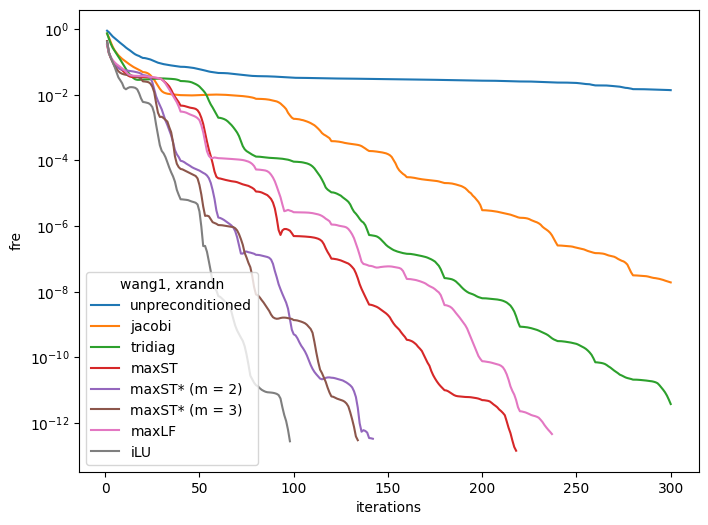 10^0
10^-2
10^-4
10^-6
10^-8
10^-10
10^-12
fre
wang1, xrandn
unpreconditioned
jacobi
tridiag
maxST
maxST* (m = 2)
maxST* (m = 3)
maxLF
iLU
0 50 100 150 200 250 300
iterations